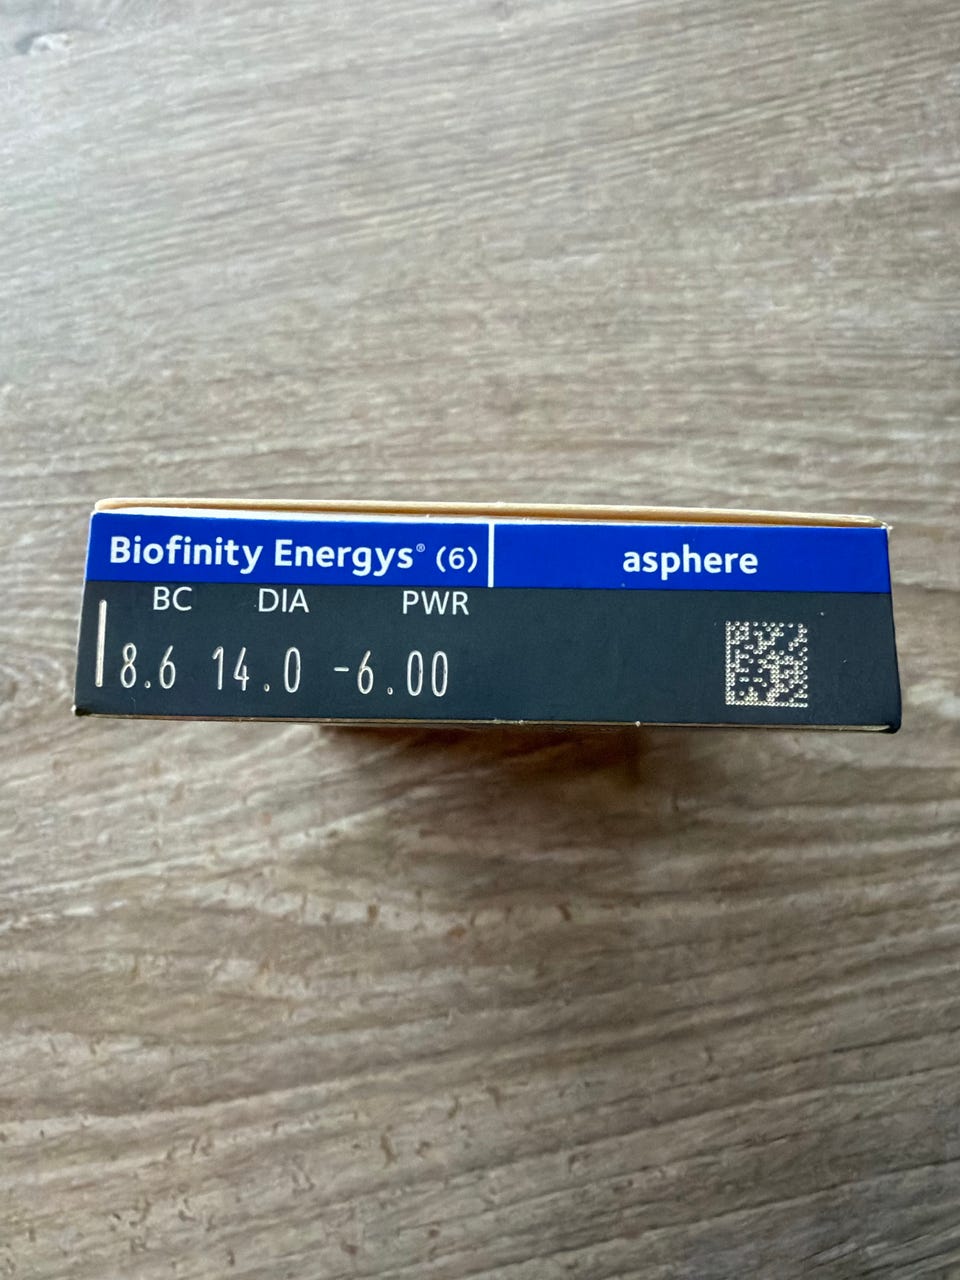 Biofinity Energys® (6) asphere
BC DIA PWR
8.6 14.0 -6.00